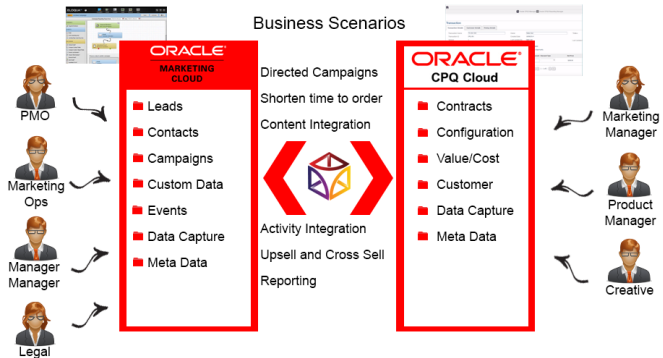 Business Scenarios
ORACLE
MARKETING
CLOUD
Leads
Contacts
Campaigns
Custom Data
Events
Data Capture
Meta Data
Directed Campaigns
Shorten time to order
Content Integration
Activity Integration
Upsell and Cross Sell
Reporting
ORACLE
CPQ Cloud
Contracts
Configuration
Value/Cost
Customer
Data Capture
Meta Data
PMO
Marketing
Ops
Manager
Manager
Legal
Marketing
Manager
Product
Manager
Creative